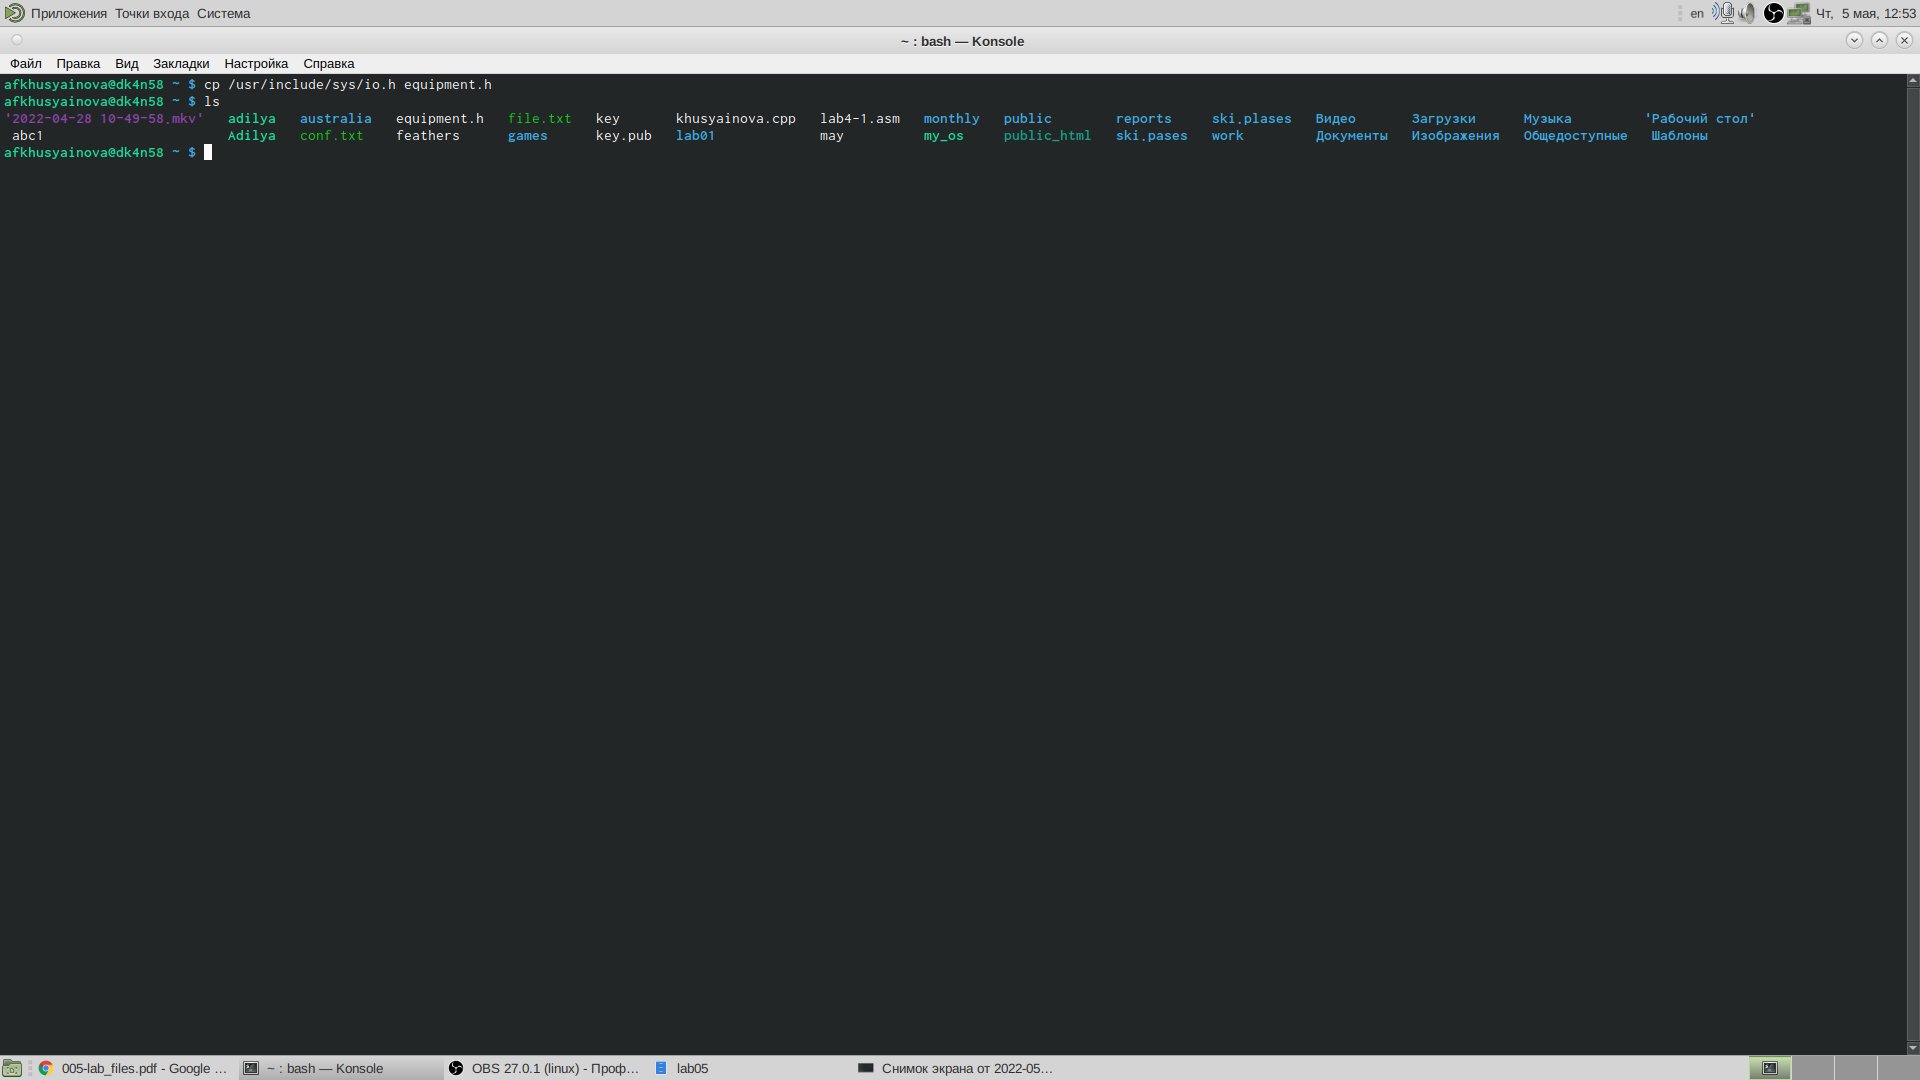 Приложения Точки входа Система en Чт, 5 мая, 12:53
~ : bash — Konsole
Файл Правка Вид Закладки Настройка Справка
afkhusyainova@dk4n58 ~ $ cp /usr/include/sys/io.h equipment.h
afkhusyainova@dk4n58 ~ $ ls
'2022-04-28 10-49-58.mkv' adilya australia equipment.h file.txt key khusyainova.cpp lab4-1.asm monthly public reports ski.plases Видео Загрузки Музыка 'Рабочий стол'
abc1 Adilya conf.txt feathers games key.pub lab01 may my_os public_html ski.pases work Документы Изображения Общедоступные Шаблоны
afkhusyainova@dk4n58 ~ $
005-lab_files.pdf - Google ... ~ : bash — Konsole OBS 27.0.1 (linux) - Проф... lab05 Снимок экрана от 2022-05...